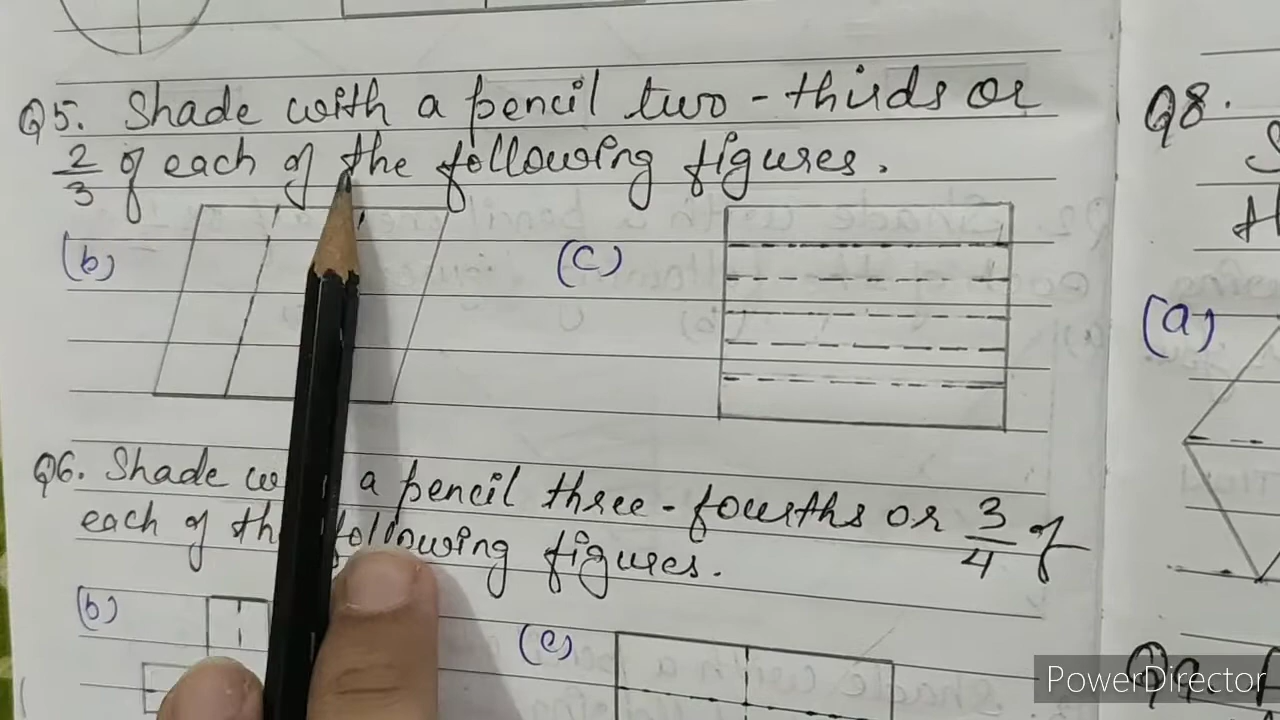 Q5. Shade with a pencil two-thirds or
2/3 of each of the following figures.
(b)
(c)
Q6. Shade a pencil three-fourths or 3/4 of
each of following figures.
(b)
(c)
Q8.
(a)
Q9.
PowerDirector